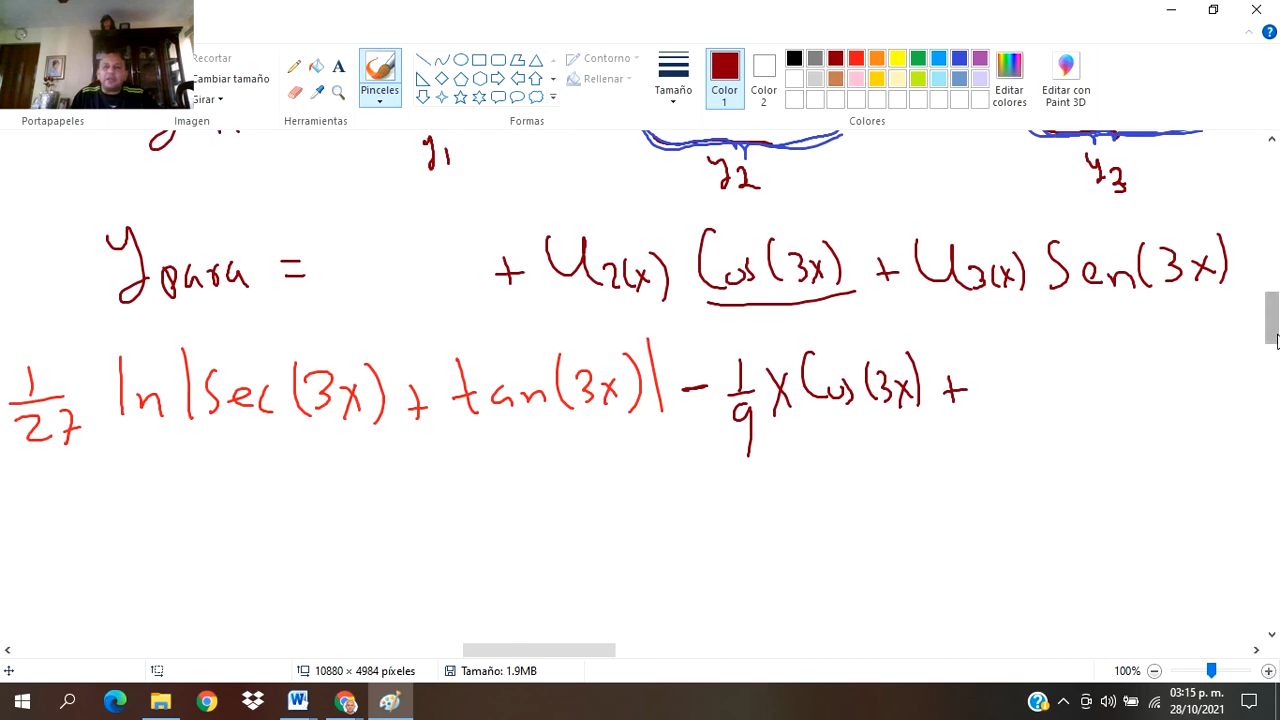 Recortar
Cambiar tamaño
Girar
Pinceles
Contorno
Rellenar
Tamaño
Color 1
Color 2
Editar colores
Editar con Paint 3D
Portapapeles
Imagen
Herramientas
Formas
Colores
y1
y2
y3
y para = + U2(x) Cos(3x) + U3(x) Sen(3x)
1/27 ln|Sec(3x) + tan(3x)| - 1/9 x Cos(3x) +
10880 × 4984 píxeles
Tamaño: 1.9MB
100%
03:15 p. m.
28/10/2021